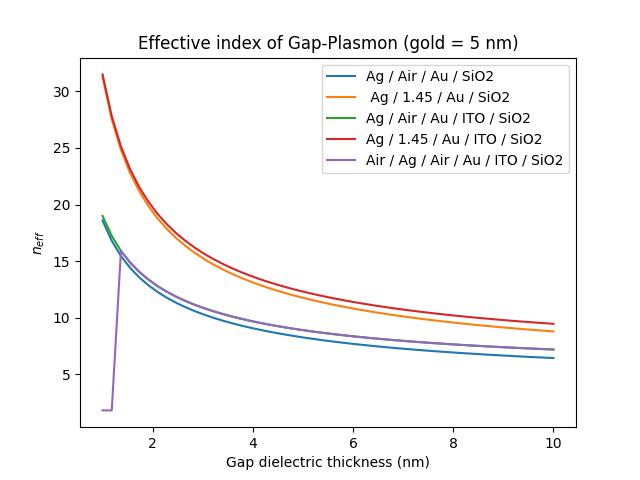 Effective index of Gap-Plasmon (gold = 5 nm)
Ag / Air / Au / SiO2
Ag / 1.45 / Au / SiO2
Ag / Air / Au / ITO / SiO2
Ag / 1.45 / Au / ITO / SiO2
Air / Ag / Air / Au / ITO / SiO2
30
25
20
15
10
5
n_eff
2 4 6 8 10
Gap dielectric thickness (nm)